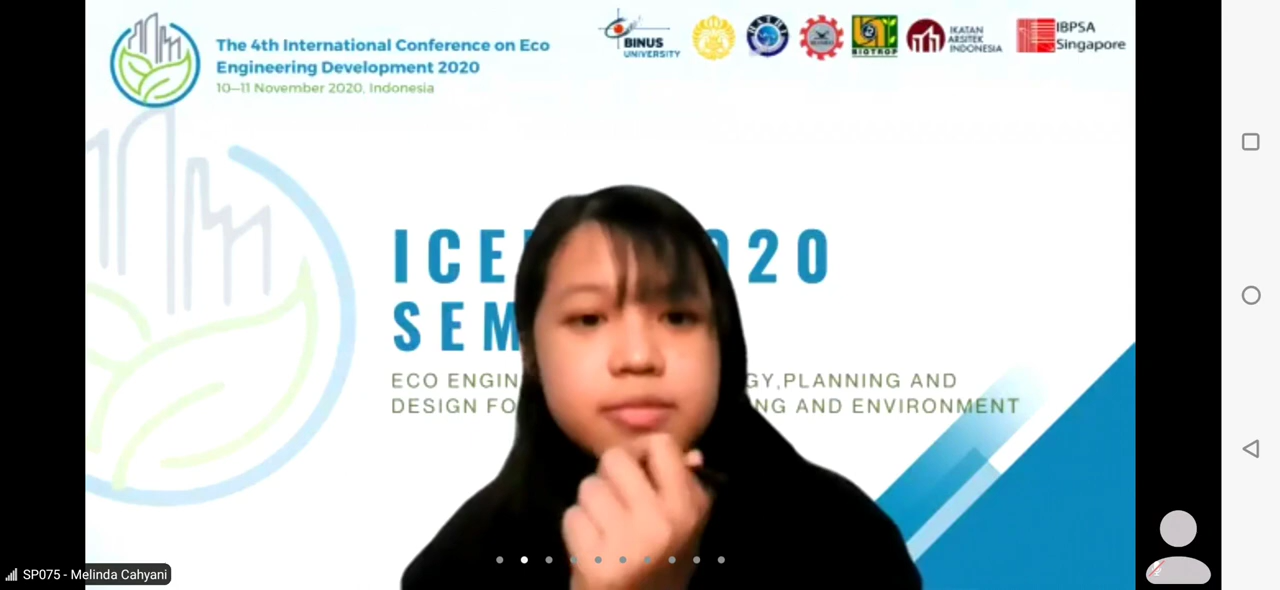 The 4th International Conference on Eco
Engineering Development 2020
10–11 November 2020, Indonesia
BINUS
UNIVERSITY
BIOTROP
IKATAN
ARSITEK
INDONESIA
IBPSA
Singapore
ICE 020
SEM
ECO ENGIN GY,PLANNING AND
DESIGN FO NG AND ENVIRONMENT
SP075 - Melinda Cahyani